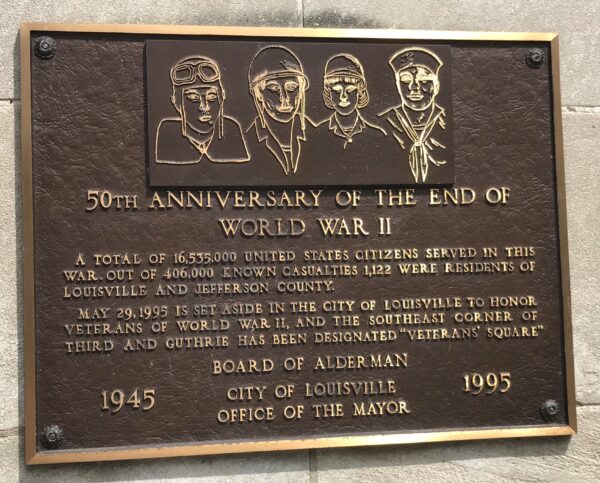 50TH ANNIVERSARY OF THE END OF
WORLD WAR II
A TOTAL OF 16,535,000 UNITED STATES CITIZENS SERVED IN THIS
WAR. OUT OF 406,000 KNOWN CASUALTIES 1,122 WERE RESIDENTS OF
LOUISVILLE AND JEFFERSON COUNTY.
MAY 29,1995 IS SET ASIDE IN THE CITY OF LOUISVILLE TO HONOR
VETERANS OF WORLD WAR II, AND THE SOUTHEAST CORNER OF
THIRD AND GUTHRIE HAS BEEN DESIGNATED "VETERANS' SQUARE"
BOARD OF ALDERMAN
1945 CITY OF LOUISVILLE 1995
OFFICE OF THE MAYOR